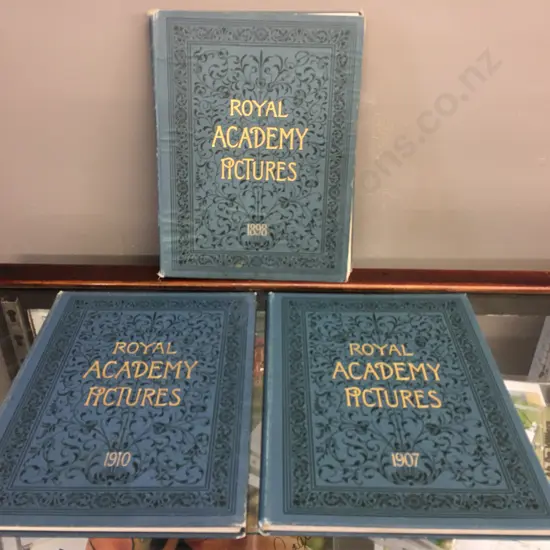 ROYAL
ACADEMY
PICTURES
1898
ROYAL
ACADEMY
PICTURES
1910
ROYAL
ACADEMY
PICTURES
1907